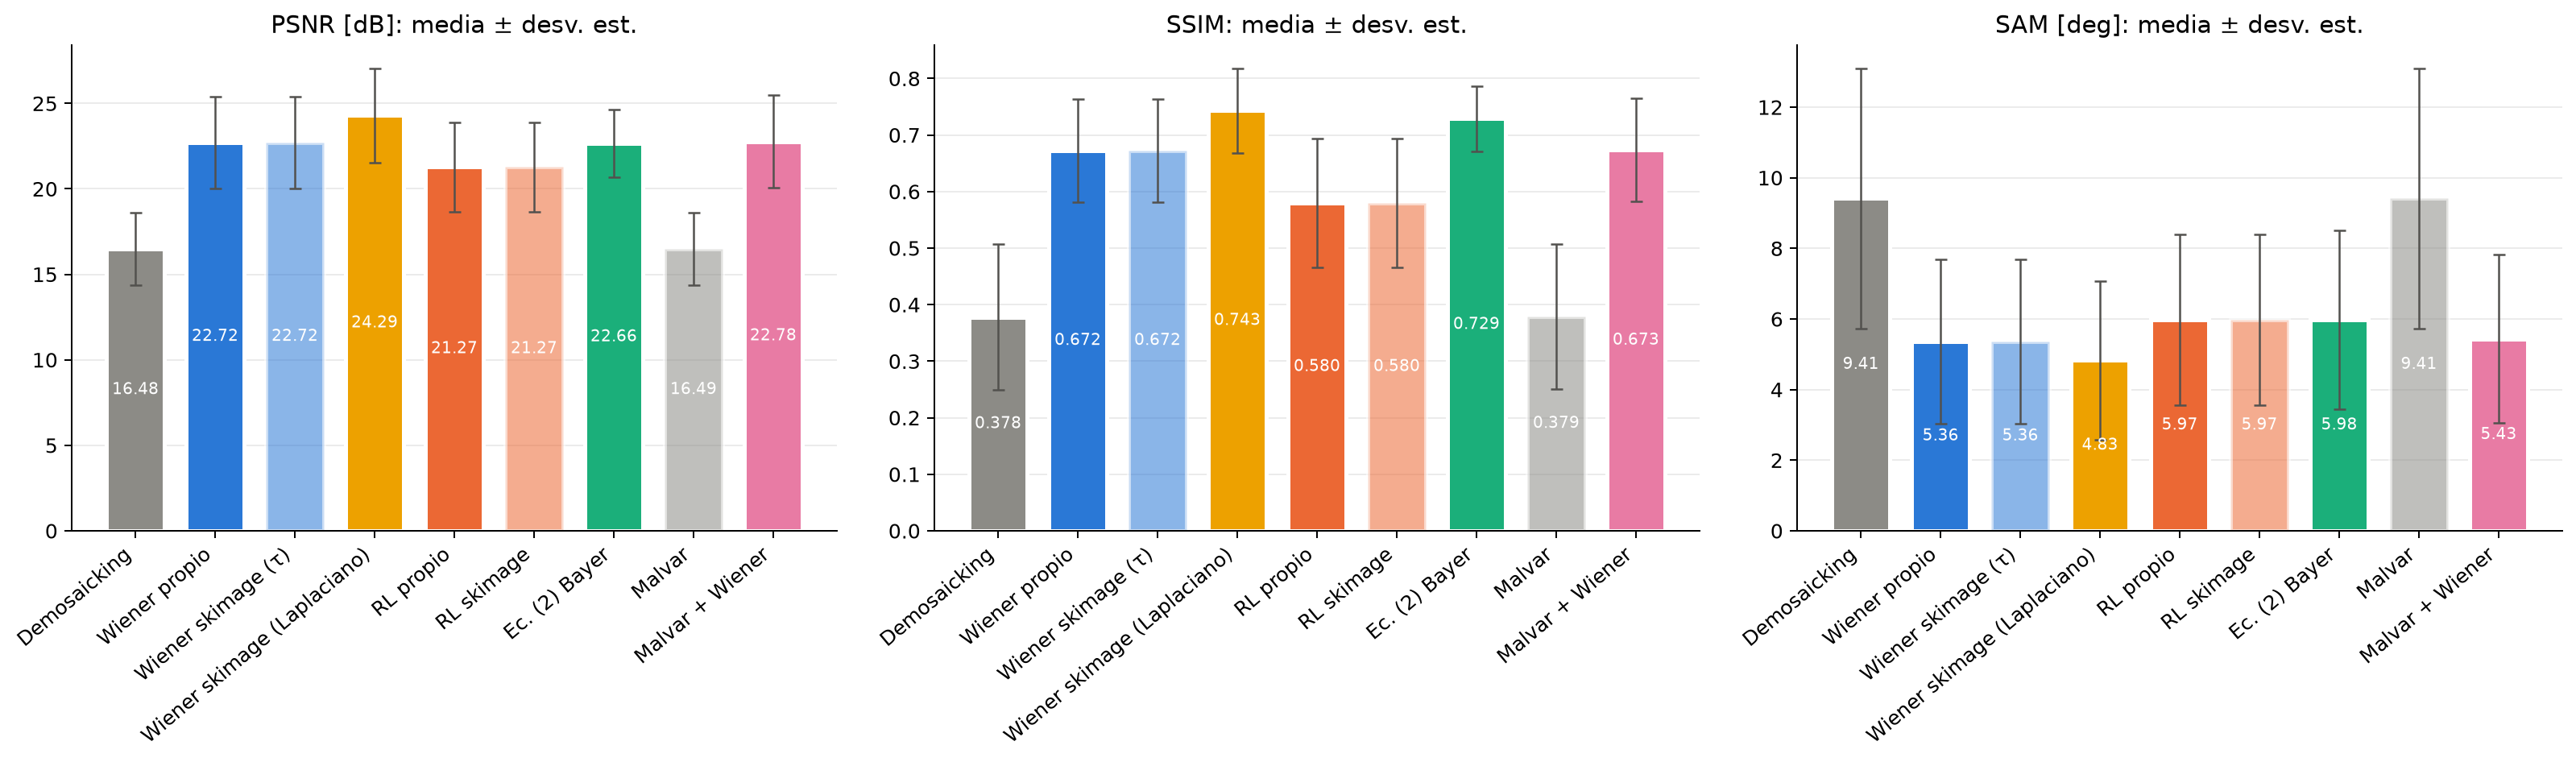 PSNR [dB]: media ± desv. est.
25
20
15
10
5
0
16.48
22.72
22.72
24.29
21.27
21.27
22.66
16.49
22.78
Demosaicking
Wiener propio
Wiener skimage (τ)
Wiener skimage (Laplaciano)
RL propio
RL skimage
Ec. (2) Bayer
Malvar
Malvar + Wiener
SSIM: media ± desv. est.
0.8
0.7
0.6
0.5
0.4
0.3
0.2
0.1
0.0
0.378
0.672
0.672
0.743
0.580
0.580
0.729
0.379
0.673
Demosaicking
Wiener propio
Wiener skimage (τ)
Wiener skimage (Laplaciano)
RL propio
RL skimage
Ec. (2) Bayer
Malvar
Malvar + Wiener
SAM [deg]: media ± desv. est.
12
10
8
6
4
2
0
9.41
5.36
5.36
4.83
5.97
5.97
5.98
9.41
5.43
Demosaicking
Wiener propio
Wiener skimage (τ)
Wiener skimage (Laplaciano)
RL propio
RL skimage
Ec. (2) Bayer
Malvar
Malvar + Wiener